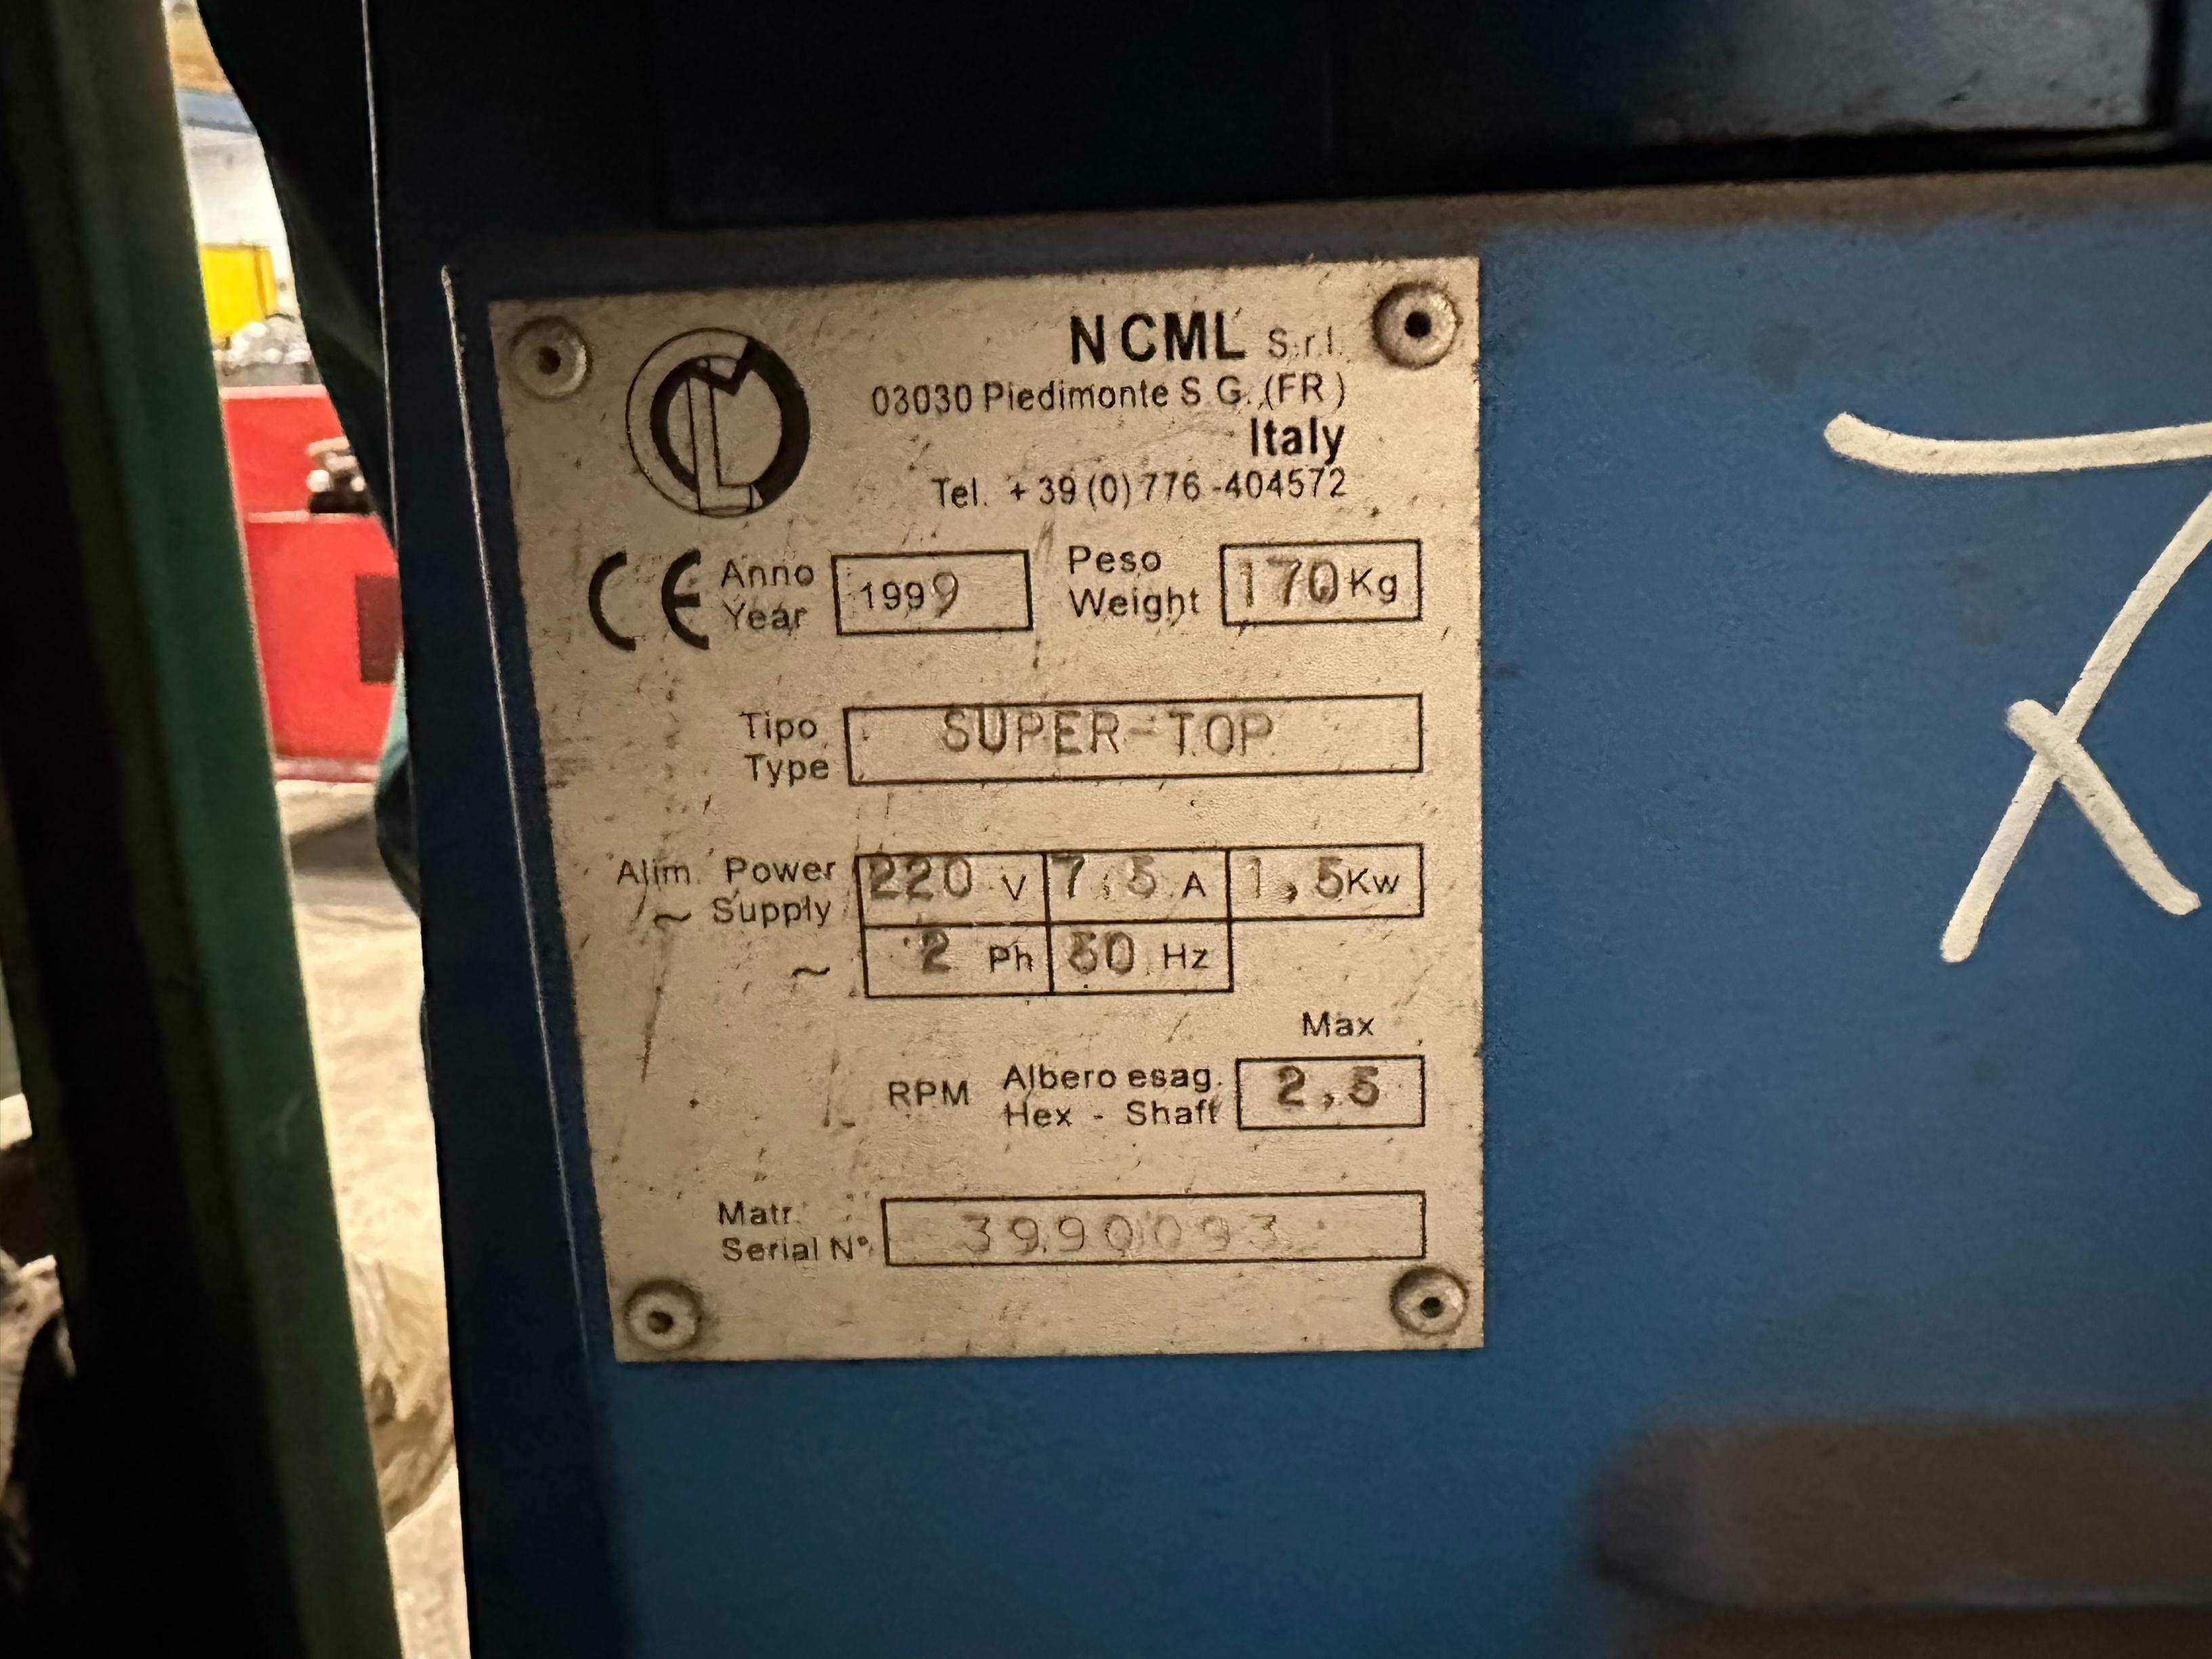 NCML S.r.l.
03030 Piedimonte S G. (FR)
Italy
Tel. +39 (0) 776-404572
CE Anno Year 1999 Peso Weight 170 Kg
Tipo
Type SUPER-TOP
Alim. Power
~ Supply 220 V 7,5 A 1,5 Kw
~ 2 Ph 50 Hz
Max
RPM Albero esag.
Hex - Shaft 2,5
Matr.
Serial N° 3990093